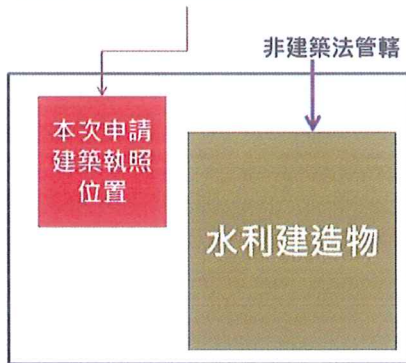 非建築法管轄
本次申請
建築執照
位置
水利建造物